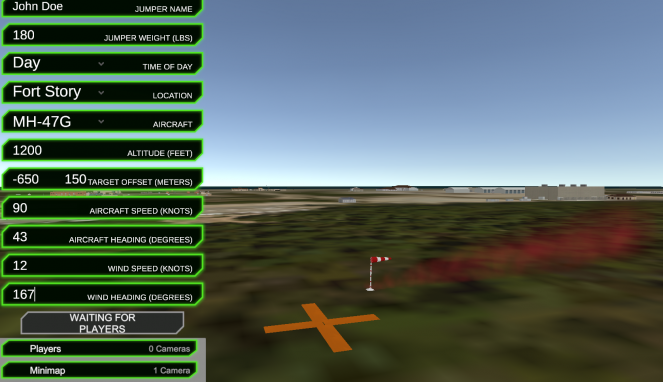 John Doe JUMPER NAME
180 JUMPER WEIGHT (LBS)
Day TIME OF DAY
Fort Story LOCATION
MH-47G AIRCRAFT
1200 ALTITUDE (FEET)
-650 150 TARGET OFFSET (METERS)
90 AIRCRAFT SPEED (KNOTS)
43 AIRCRAFT HEADING (DEGREES)
12 WIND SPEED (KNOTS)
167 WIND HEADING (DEGREES)
WAITING FOR
PLAYERS
Players 0 Cameras
Minimap 1 Camera